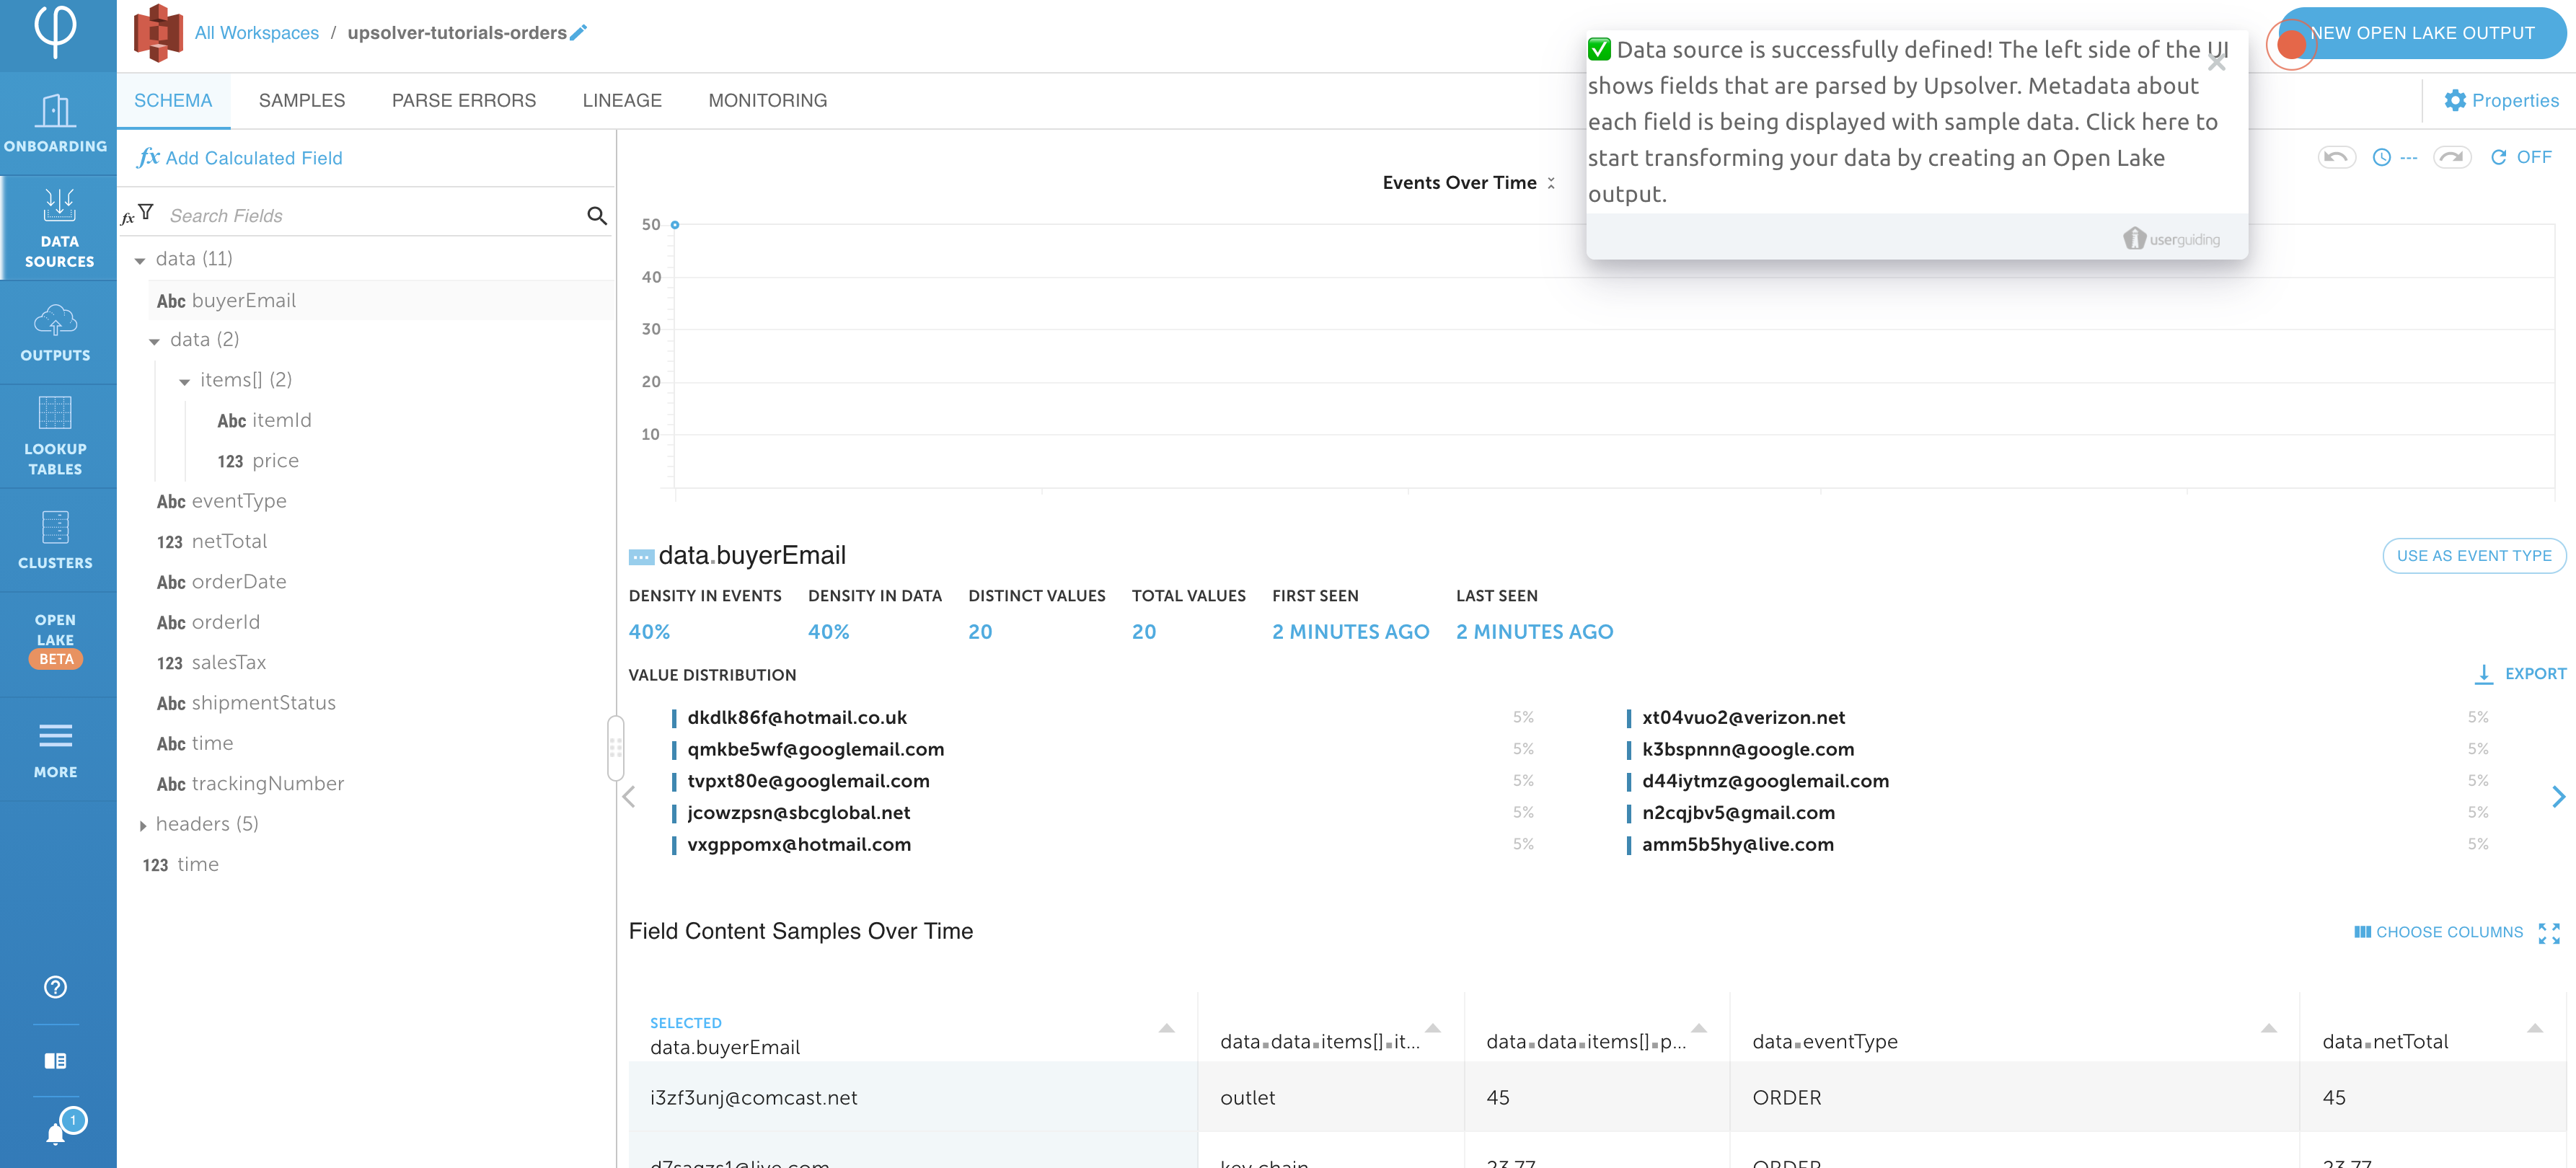 All Workspaces / upsolver-tutorials-orders
NEW OPEN LAKE OUTPUT
✅ Data source is successfully defined! The left side of the UI
shows fields that are parsed by Upsolver. Metadata about
each field is being displayed with sample data. Click here to
start transforming your data by creating an Open Lake
output.
userguiding
SCHEMA SAMPLES PARSE ERRORS LINEAGE MONITORING
Properties
ONBOARDING
DATA
SOURCES
OUTPUTS
LOOKUP
TABLES
CLUSTERS
OPEN
LAKE
BETA
MORE
1
fx Add Calculated Field
fx Search Fields
data (11)
Abc buyerEmail
data (2)
items[] (2)
Abc itemId
123 price
Abc eventType
123 netTotal
Abc orderDate
Abc orderId
123 salesTax
Abc shipmentStatus
Abc time
Abc trackingNumber
headers (5)
123 time
Events Over Time
--- OFF
50
40
30
20
10
data.buyerEmail
USE AS EVENT TYPE
DENSITY IN EVENTS DENSITY IN DATA DISTINCT VALUES TOTAL VALUES FIRST SEEN LAST SEEN
40% 40% 20 20 2 MINUTES AGO 2 MINUTES AGO
VALUE DISTRIBUTION
EXPORT
dkdlk86f@hotmail.co.uk 5% xt04vuo2@verizon.net 5%
qmkbe5wf@googlemail.com 5% k3bspnnn@google.com 5%
tvpxt80e@googlemail.com 5% d44iytmz@googlemail.com 5%
jcowzpsn@sbcglobal.net 5% n2cqjbv5@gmail.com 5%
vxgppomx@hotmail.com 5% amm5b5hy@live.com 5%
Field Content Samples Over Time
CHOOSE COLUMNS
SELECTED
data.buyerEmail data.data.items[].it... data.data.items[].p... data.eventType data.netTotal
i3zf3unj@comcast.net outlet 45 ORDER 45
key chain 23.77 ORDER 23.77